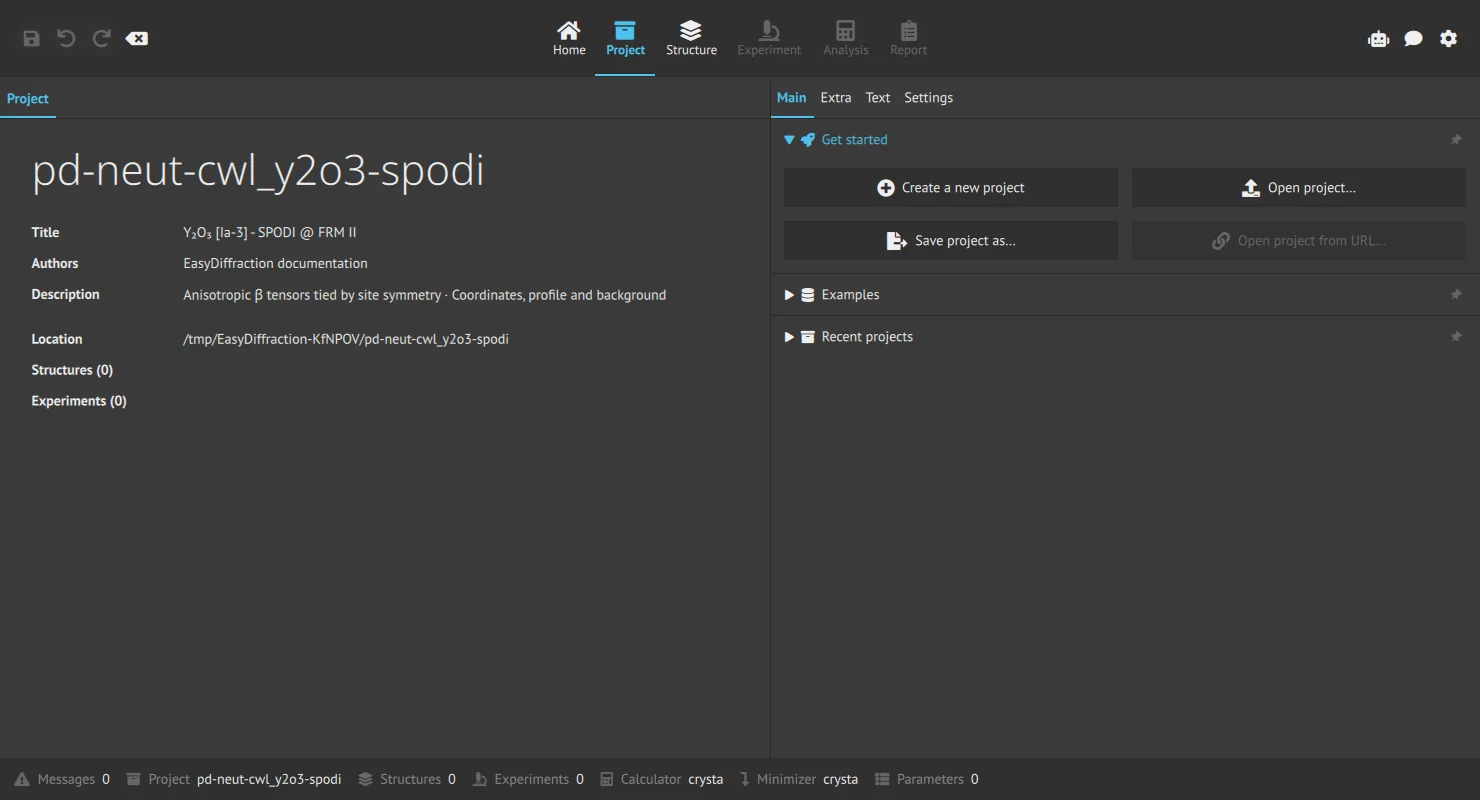 Home Project Structure Experiment Analysis Report
Project
Main Extra Text Settings
pd-neut-cwl_y2o3-spodi
Title Y₂O₃ [Ia-3] - SPODI @ FRM II
Authors EasyDiffraction documentation
Description Anisotropic β tensors tied by site symmetry · Coordinates, profile and background
Location /tmp/EasyDiffraction-KfNPOV/pd-neut-cwl_y2o3-spodi
Structures (0)
Experiments (0)
Get started
Create a new project Open project...
Save project as... Open project from URL...
Examples
Recent projects
Messages 0 Project pd-neut-cwl_y2o3-spodi Structures 0 Experiments 0 Calculator crysta Minimizer crysta Parameters 0